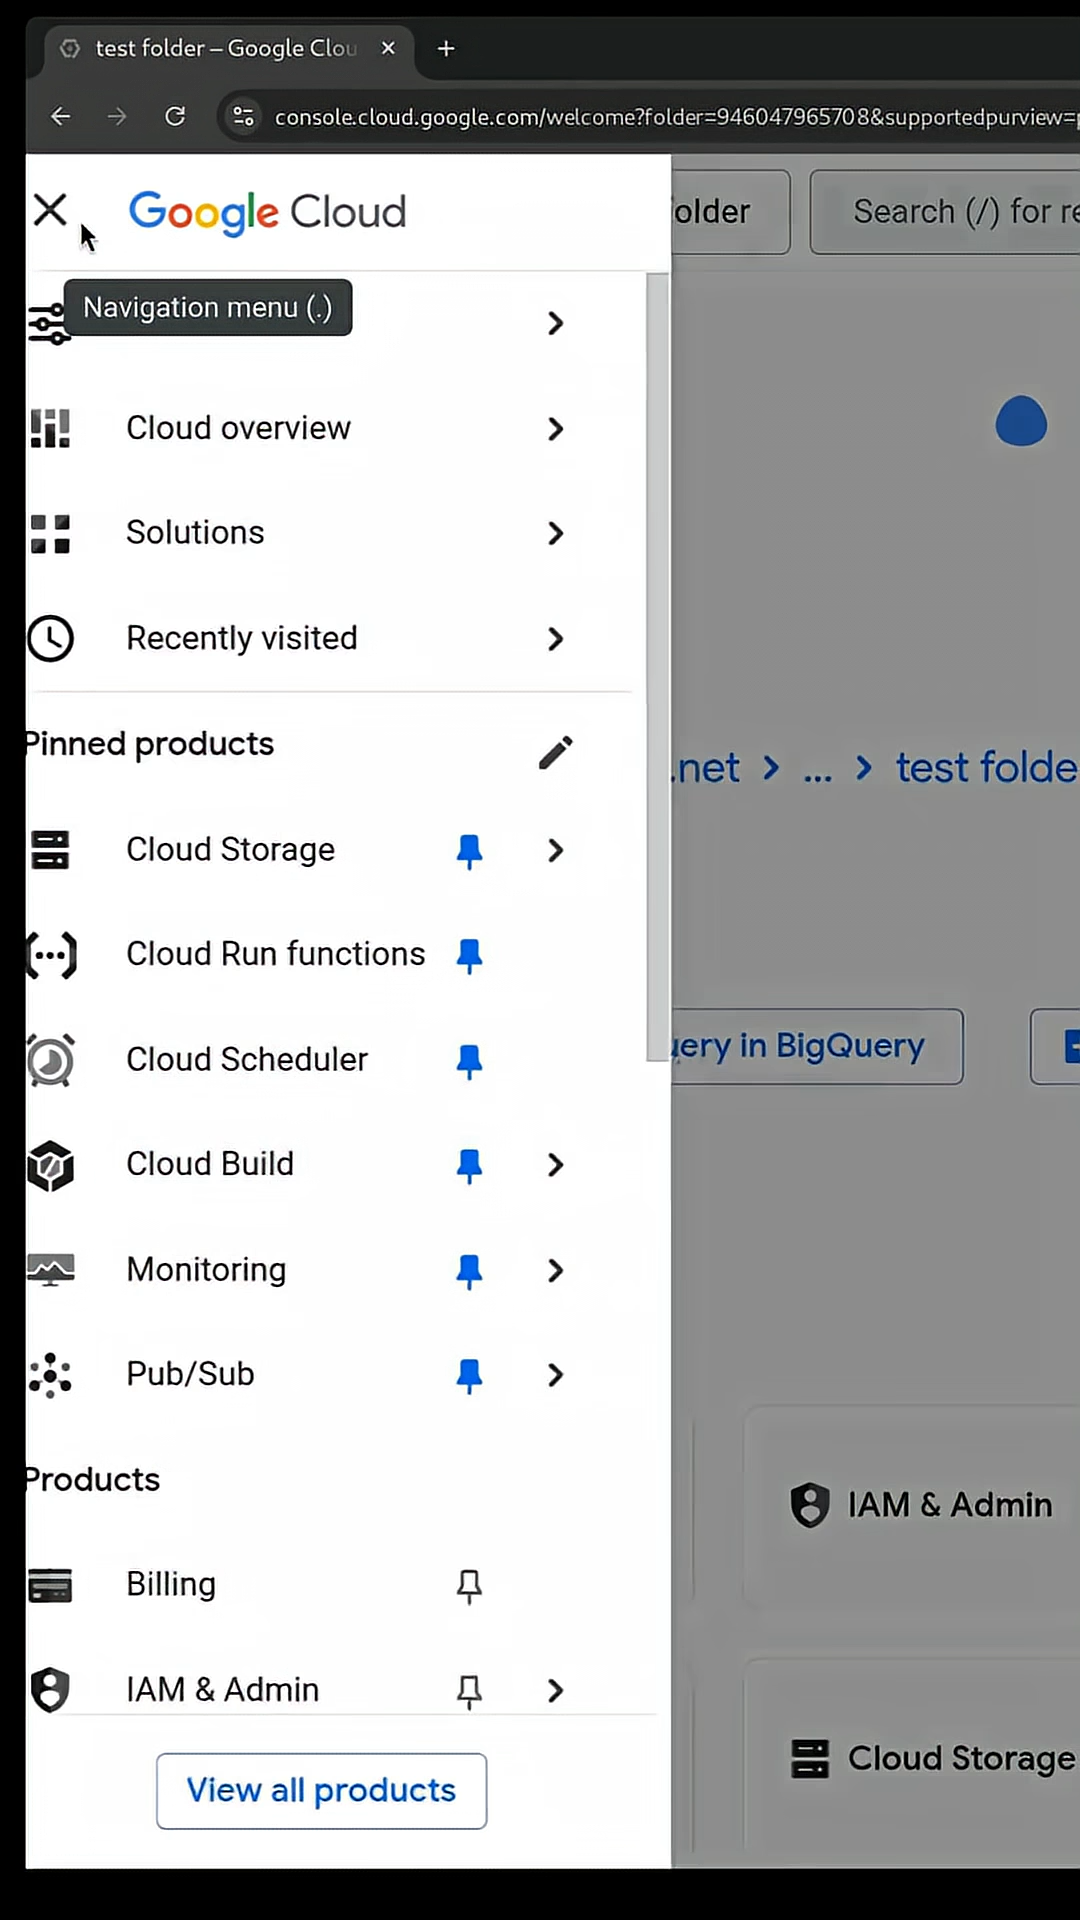 test folder – Google Clou
console.cloud.google.com/welcome?folder=946047965708&supportedpurview=
Google Cloud
older
Search (/) for re
Navigation menu (.)
Cloud overview
Solutions
Recently visited
Pinned products
.net > ... > test folde
Cloud Storage
Cloud Run functions
Cloud Scheduler
uery in BigQuery
Cloud Build
Monitoring
Pub/Sub
Products
IAM & Admin
Billing
IAM & Admin
Cloud Storage
View all products